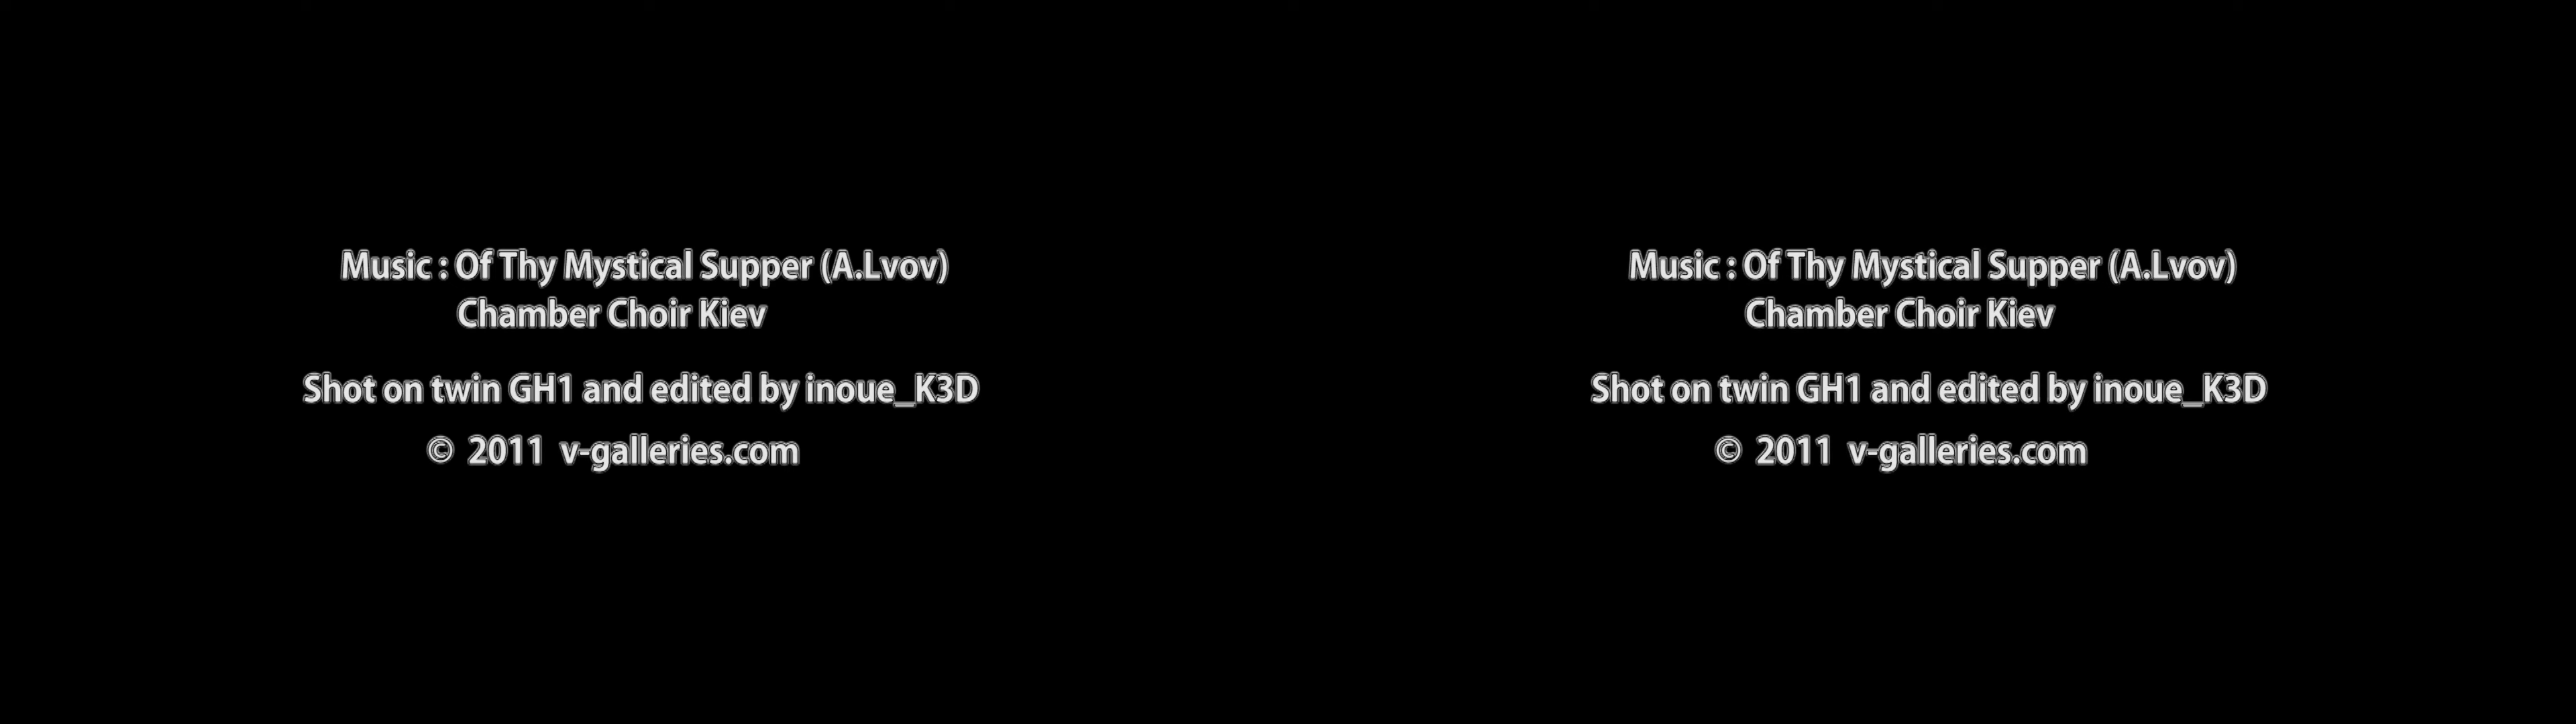 Music : Of Thy Mystical Supper (A.Lvov)
Chamber Choir Kiev
Shot on twin GH1 and edited by inoue_K3D
© 2011 v-galleries.com
Music : Of Thy Mystical Supper (A.Lvov)
Chamber Choir Kiev
Shot on twin GH1 and edited by inoue_K3D
© 2011 v-galleries.com